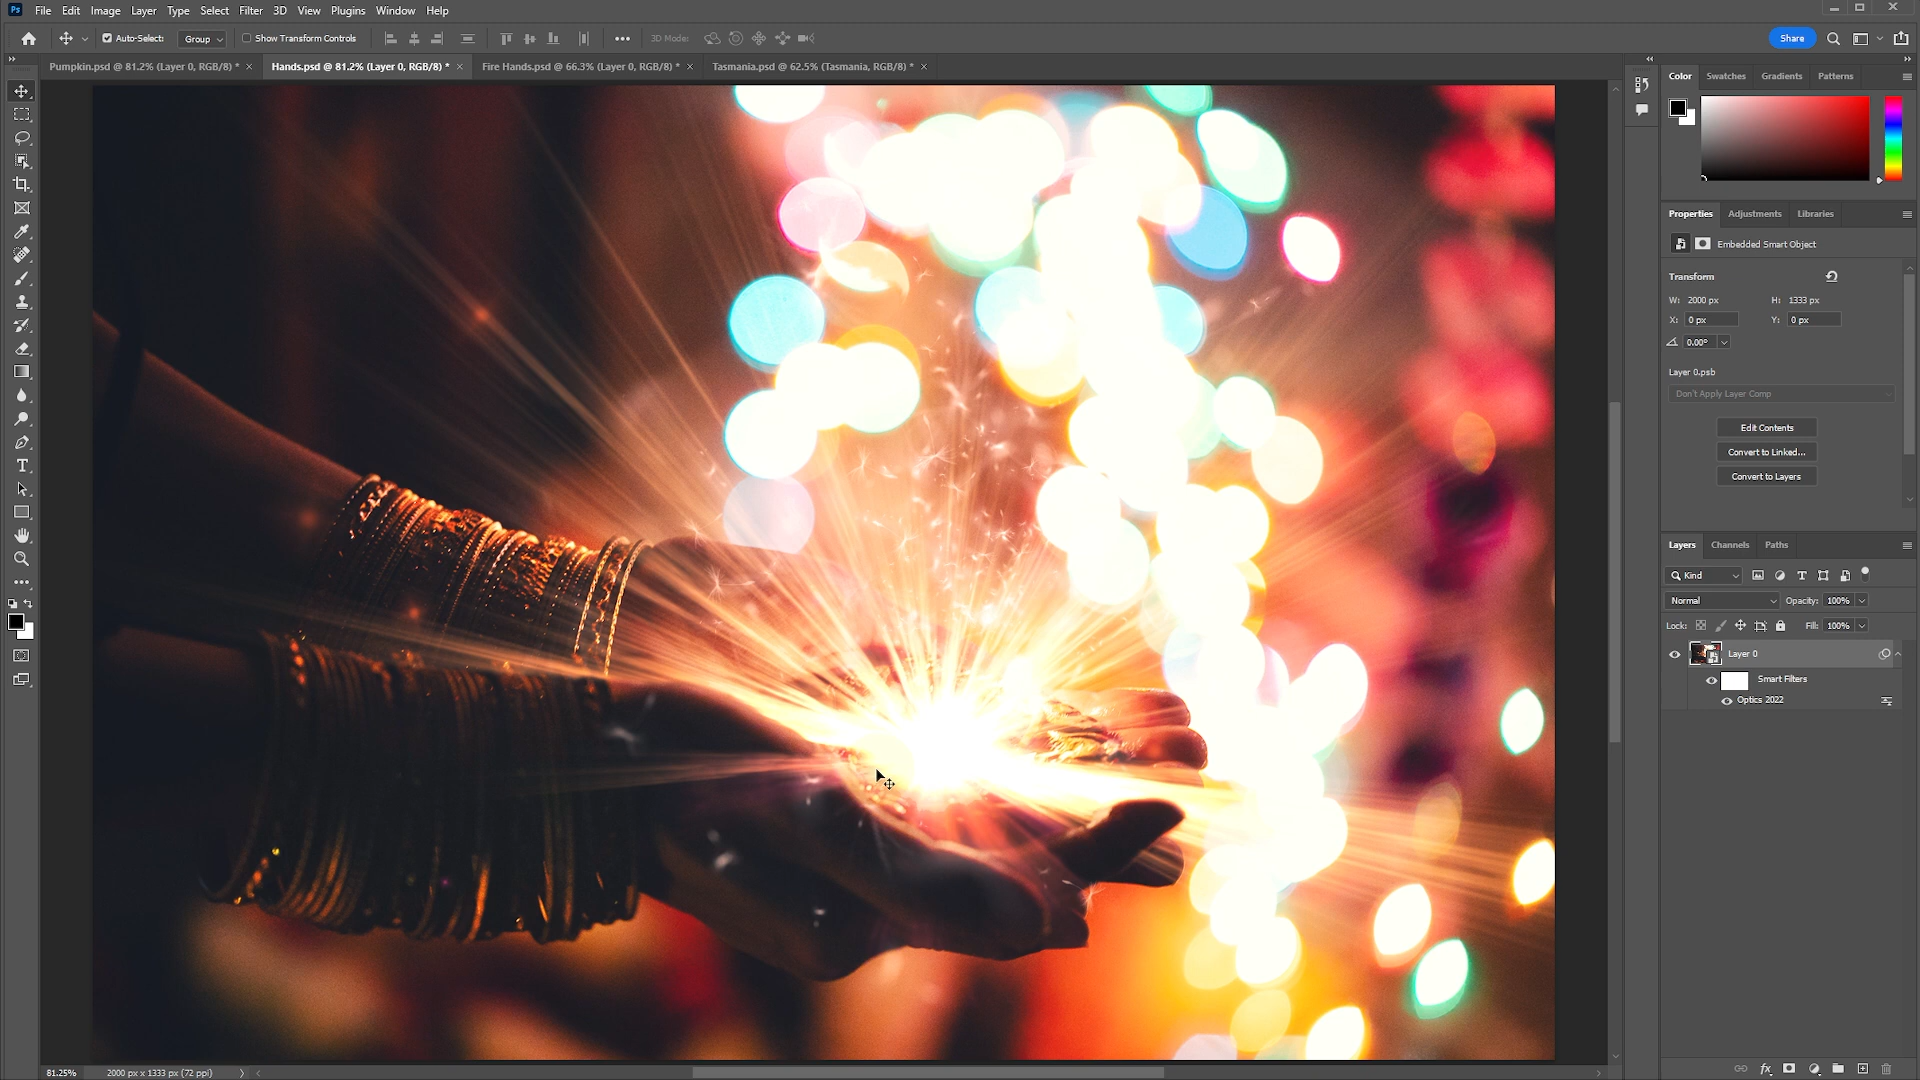 Ps File Edit Image Layer Type Select Filter 3D View Plugins Window Help
Auto-Select: Group Show Transform Controls 3D Mode: Share
Pumpkin.psd @ 81.2% (Layer 0, RGB/8) * Hands.psd @ 81.2% (Layer 0, RGB/8) * Fire Hands.psd @ 66.3% (Layer 0, RGB/8) * Tasmania.psd @ 62.5% (Tasmania, RGB/8) *
Color Swatches Gradients Patterns
Properties Adjustments Libraries
Embedded Smart Object
Transform
W: 2000 px H: 1333 px
X: 0 px Y: 0 px
0.00°
Layer 0.psb
Don't Apply Layer Comp
Edit Contents
Convert to Linked...
Convert to Layers
Layers Channels Paths
Kind
Normal Opacity: 100%
Lock: Fill: 100%
Layer 0
Smart Filters
Optics 2022
fx
81.25% 2000 px x 1333 px (72 ppi)